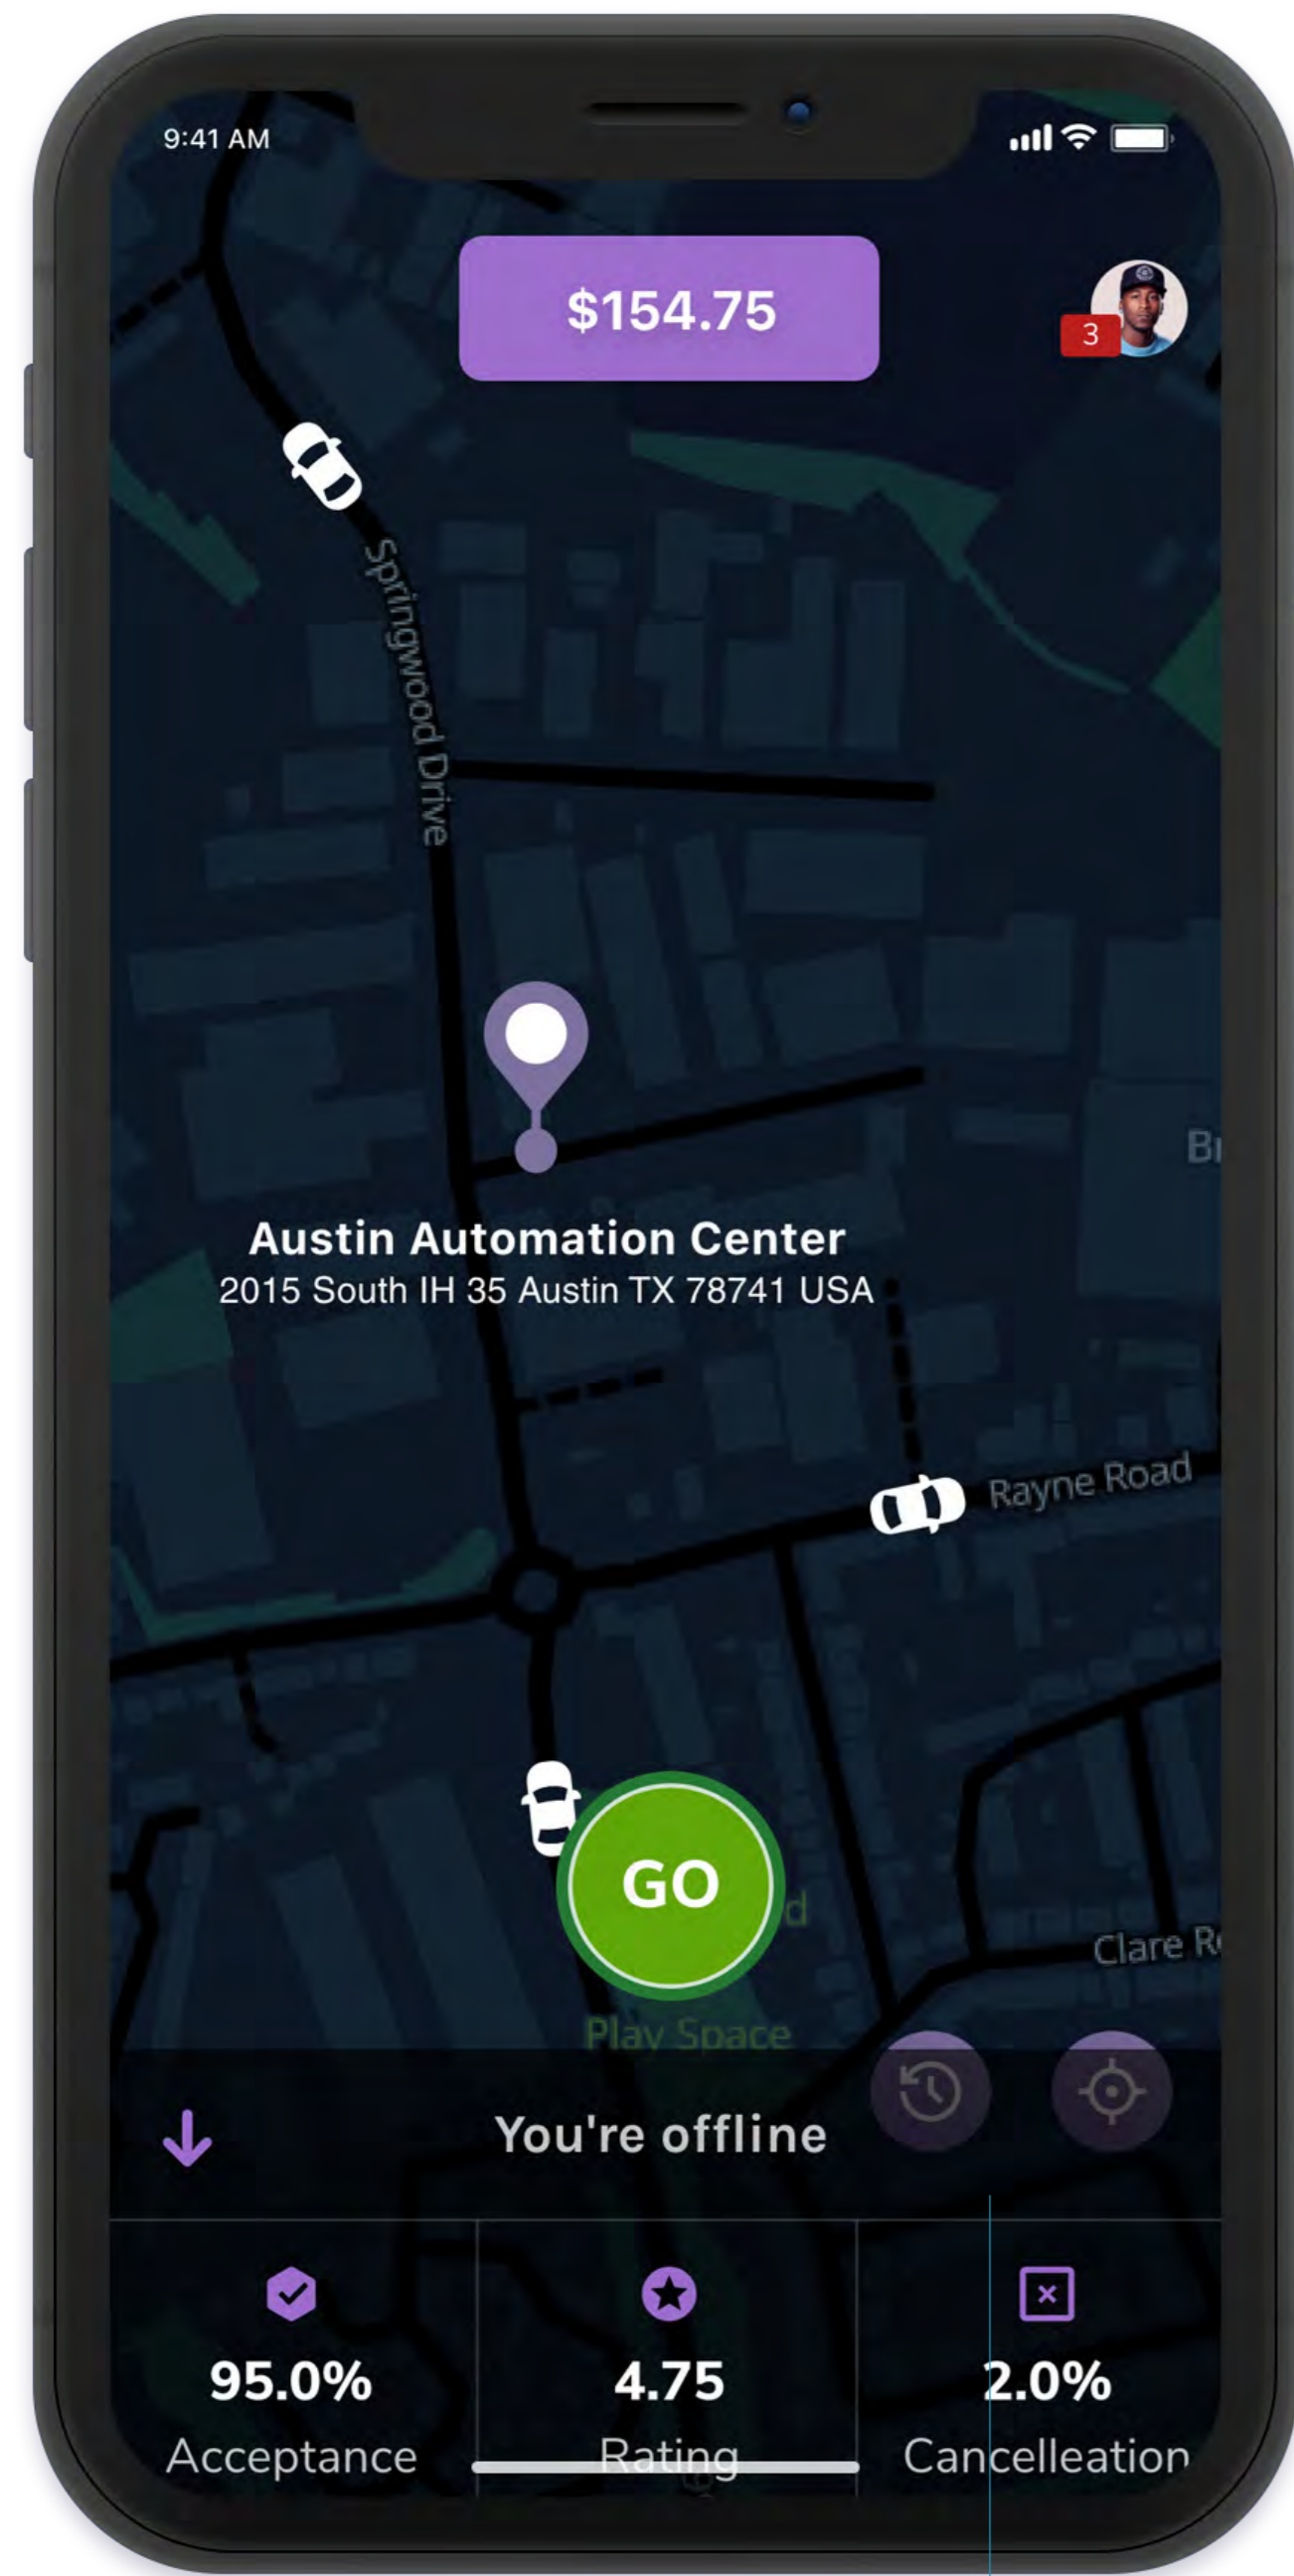 9:41 AM
$154.75
3
Springwood Drive
Austin Automation Center
2015 South IH 35 Austin TX 78741 USA
Rayne Road
GO
Clare
Play Space
You're offline
95.0%
4.75
2.0%
Acceptance
Rating
Cancelleation